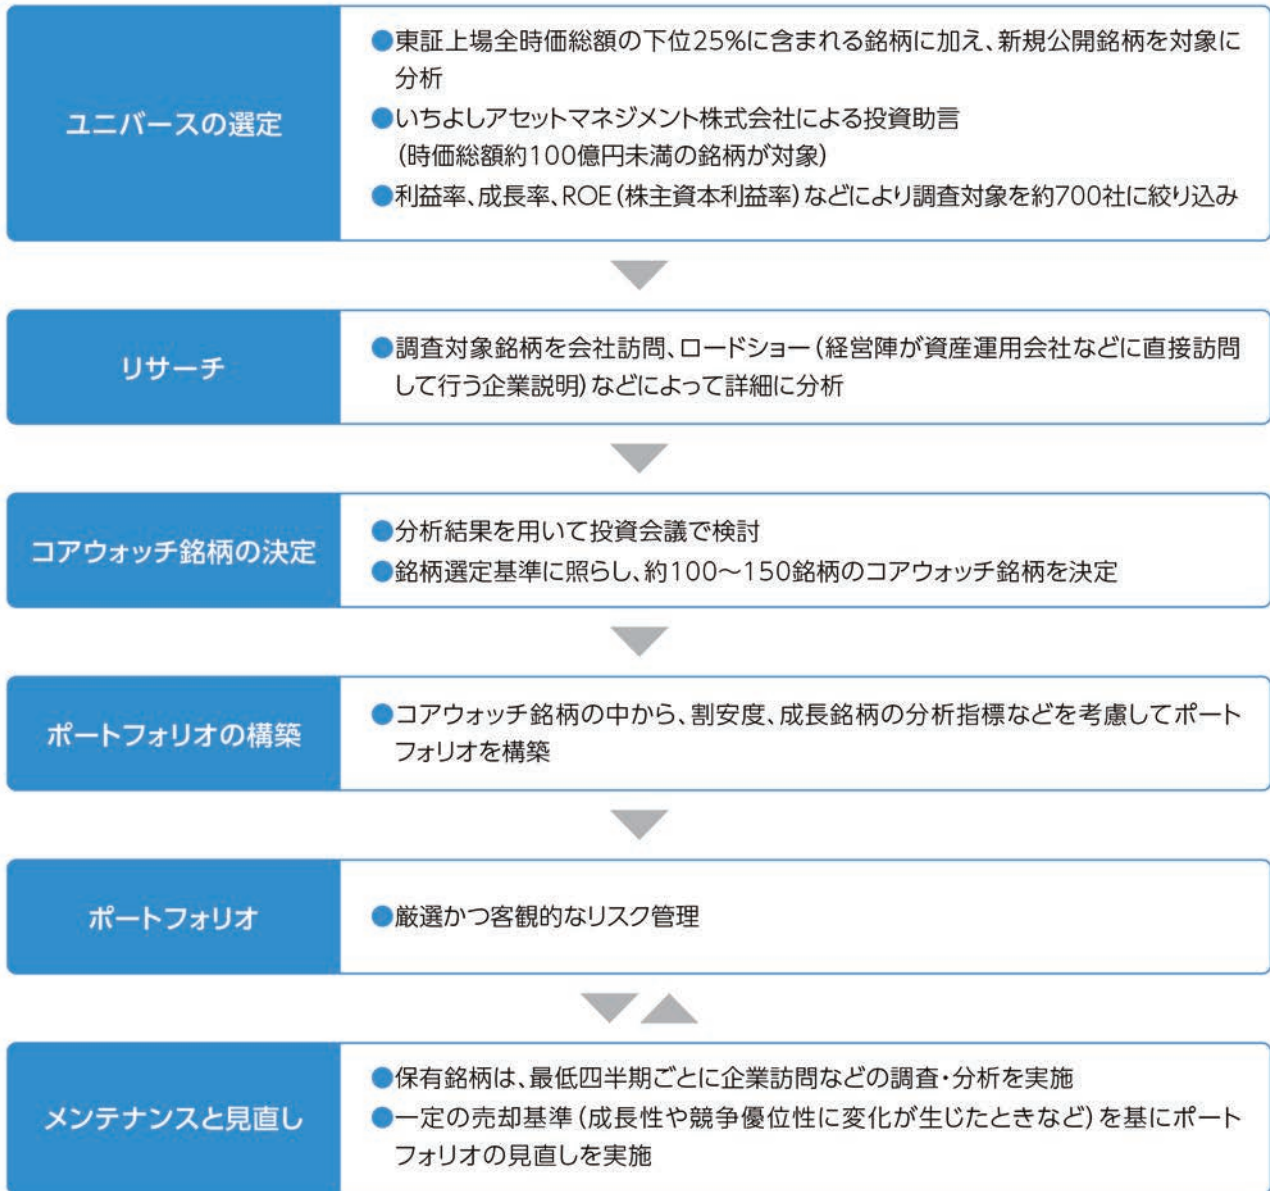 ユニバースの選定
●東証上場全時価総額の下位25%に含まれる銘柄に加え、新規公開銘柄を対象に
分析
●いちよしアセットマネジメント株式会社による投資助言
(時価総額約100億円未満の銘柄が対象)
●利益率、成長率、ROE(株主資本利益率)などにより調査対象を約700社に絞り込み
リサーチ
●調査対象銘柄を会社訪問、ロードショー(経営陣が資産運用会社などに直接訪問
して行う企業説明)などによって詳細に分析
コアウォッチ銘柄の決定
●分析結果を用いて投資会議で検討
●銘柄選定基準に照らし、約100〜150銘柄のコアウォッチ銘柄を決定
ポートフォリオの構築
●コアウォッチ銘柄の中から、割安度、成長銘柄の分析指標などを考慮してポート
フォリオを構築
ポートフォリオ
●厳選かつ客観的なリスク管理
メンテナンスと見直し
●保有銘柄は、最低四半期ごとに企業訪問などの調査・分析を実施
●一定の売却基準(成長性や競争優位性に変化が生じたときなど)を基にポート
フォリオの見直しを実施